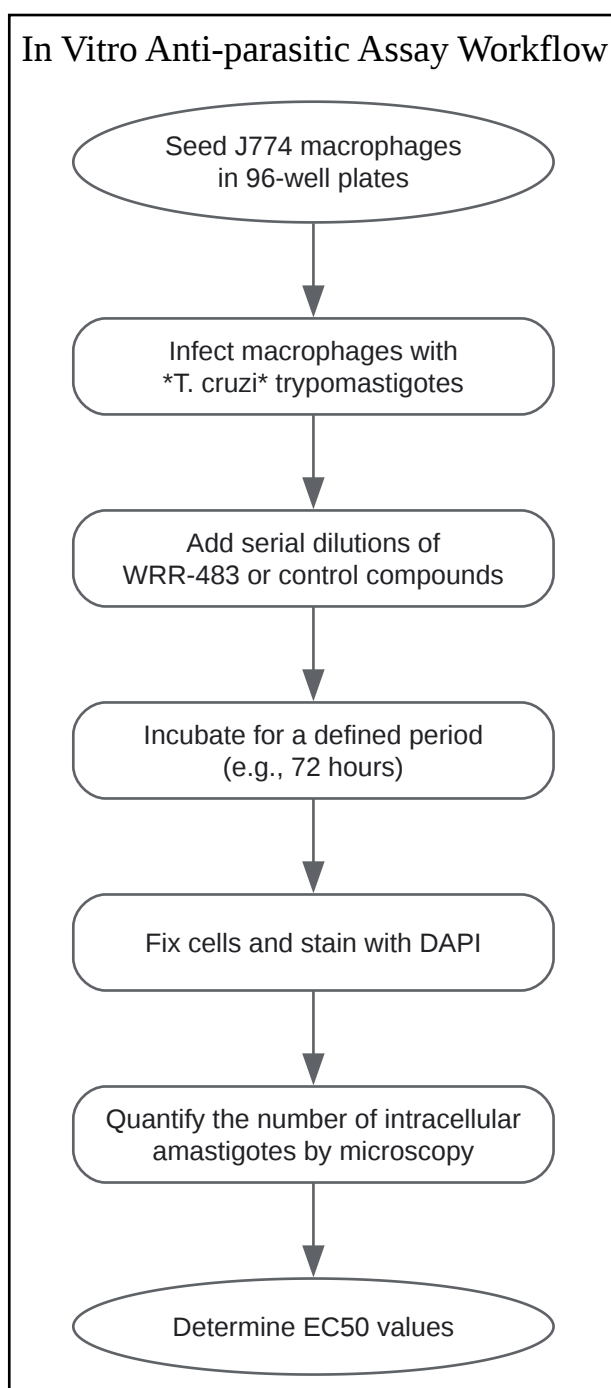 In Vitro Anti-parasitic Assay Workflow
Seed J774 macrophages
in 96-well plates
Infect macrophages with
*T. cruzi* trypomastigotes
Add serial dilutions of
WRR-483 or control compounds
Incubate for a defined period
(e.g., 72 hours)
Fix cells and stain with DAPI
Quantify the number of intracellular
amastigotes by microscopy
Determine EC50 values